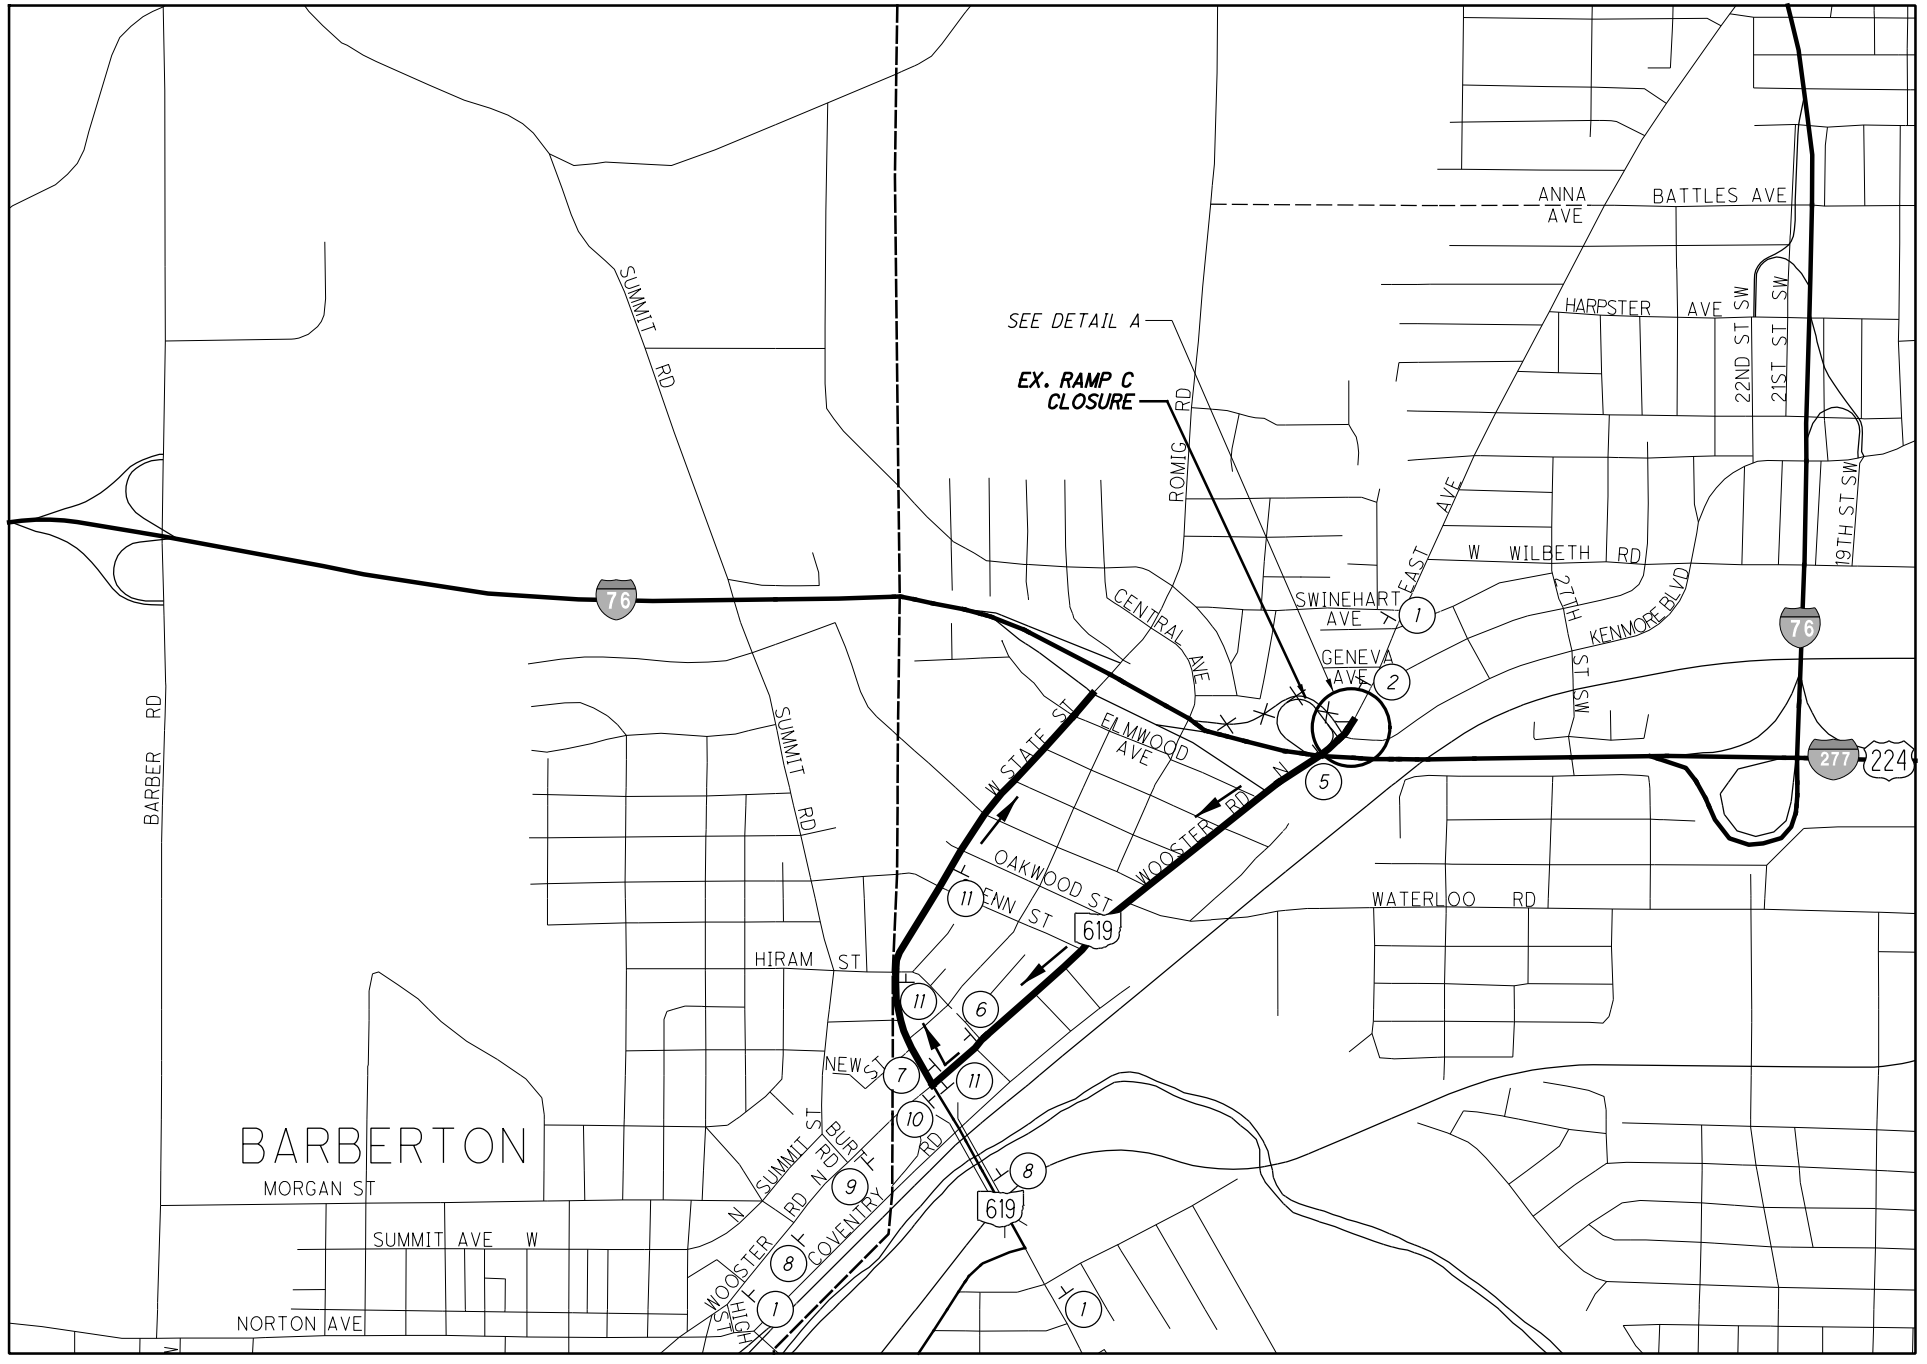 ANNA
AVE
BATTLES AVE
SUMMIT
RD
HARPSTER AVE
22ND ST SW
21ST ST SW
SEE DETAIL A
EX. RAMP C
CLOSURE
ROMIG RD
EAST AVE
19TH ST SW
W WILBETH RD
76
CENTRAL AVE
SWINEHART
AVE
1
27TH ST SW
KENMORE BLVD
76
GENEVA
AVE
2
BARBER RD
SUMMIT RD
W STATE ST
ELMWOOD
AVE
N
WOOSTER RD
5
277
224
OAKWOOD ST
11
ENN ST
619
WATERLOO RD
HIRAM ST
11
6
NEW ST
7
11
10
BARBERTON
MORGAN ST
N SUMMIT ST
BURT
RD
RD N
9
RD
COVENTRY
8
619
SUMMIT AVE W
WOOSTER
8
HIGH
ST
1
1
NORTON AVE